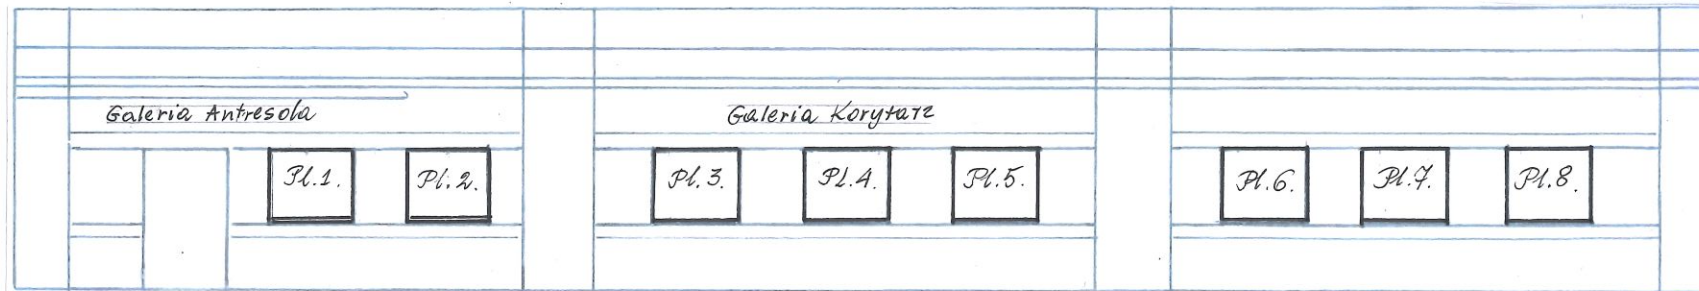 Galeria Antresola
Galeria Korytarz
Pl.1.
Pl.2.
Pl.3.
Pl.4.
Pl.5.
Pl.6.
Pl.7.
Pl.8.